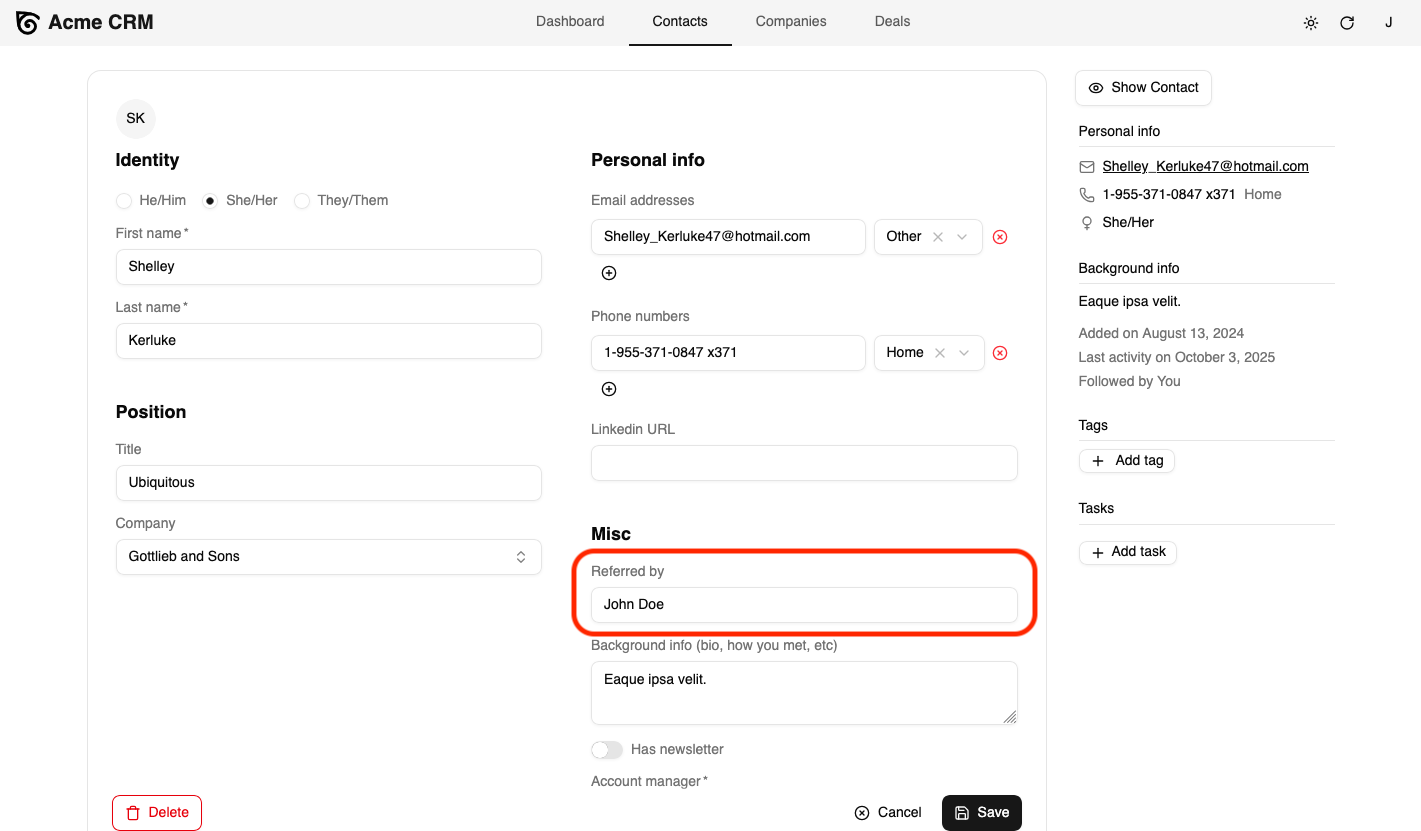 Acme CRM
Dashboard Contacts Companies Deals
J
SK
Identity
He/Him She/Her They/Them
First name*
Shelley
Last name*
Kerluke
Position
Title
Ubiquitous
Company
Gottlieb and Sons
Personal info
Email addresses
Shelley_Kerluke47@hotmail.com Other
Phone numbers
1-955-371-0847 x371 Home
Linkedin URL
Misc
Referred by
John Doe
Background info (bio, how you met, etc)
Eaque ipsa velit.
Has newsletter
Account manager*
Delete
Cancel Save
Show Contact
Personal info
Shelley_Kerluke47@hotmail.com
1-955-371-0847 x371 Home
She/Her
Background info
Eaque ipsa velit.
Added on August 13, 2024
Last activity on October 3, 2025
Followed by You
Tags
Add tag
Tasks
Add task